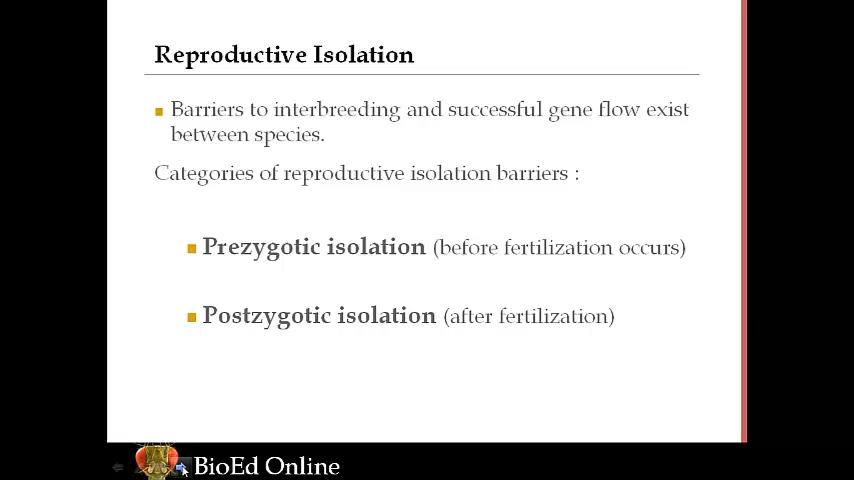 Reproductive Isolation
Barriers to interbreeding and successful gene flow exist
between species.
Categories of reproductive isolation barriers :
Prezygotic isolation (before fertilization occurs)
Postzygotic isolation (after fertilization)
BioEd Online